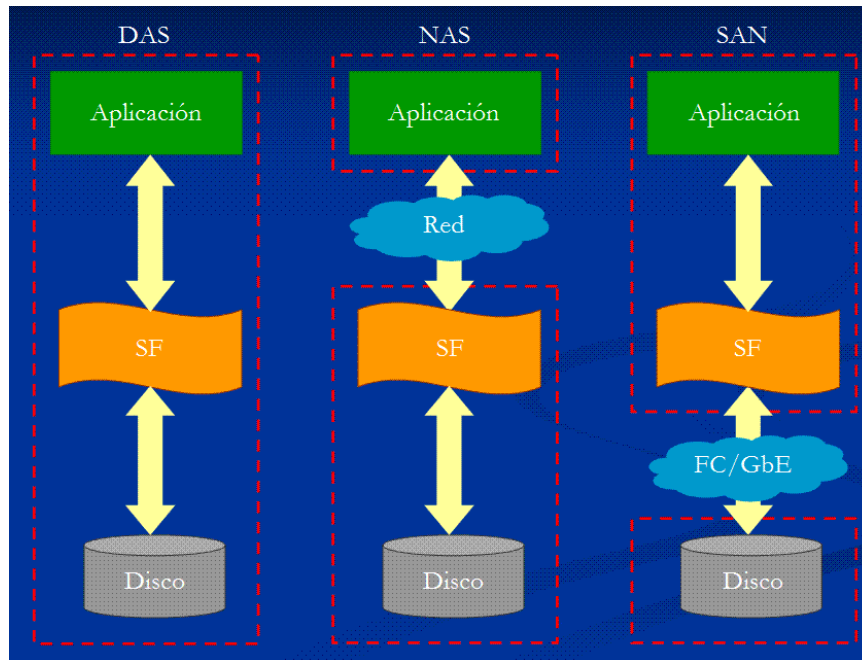 DAS
NAS
SAN
Aplicación
Aplicación
Aplicación
Red
SF
SF
SF
FC/GbE
Disco
Disco
Disco